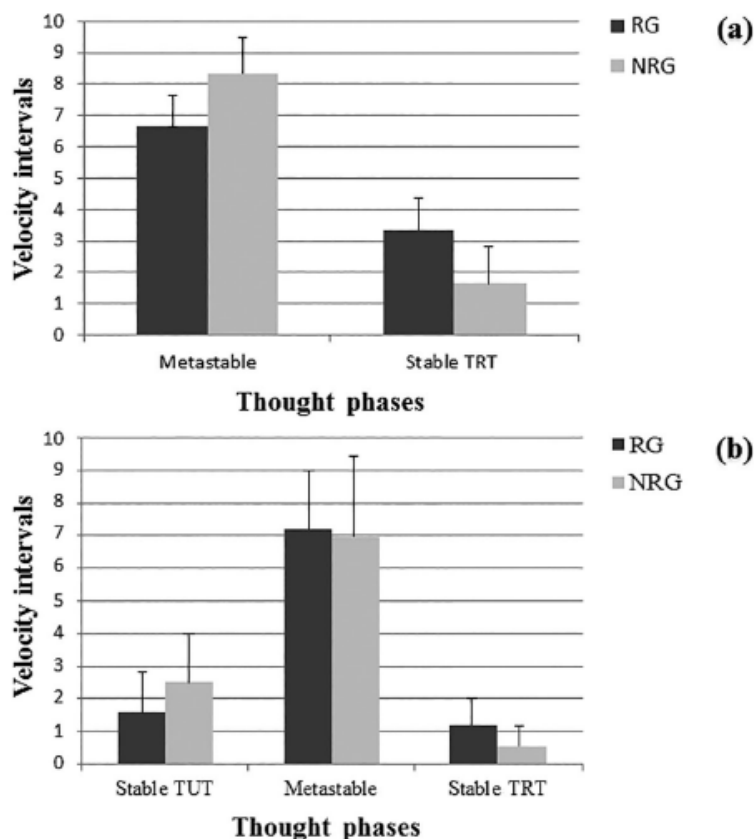 (a)
RG
NRG
Velocity intervals
10
9
8
7
6
5
4
3
2
1
0
Metastable Stable TRT
Thought phases
(b)
RG
NRG
Velocity intervals
10
9
8
7
6
5
4
3
2
1
0
Stable TUT Metastable Stable TRT
Thought phases